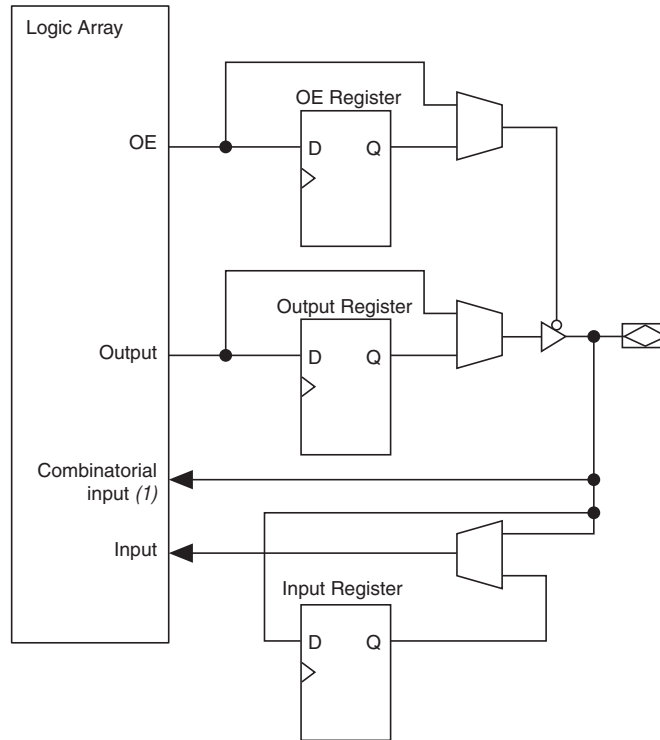 Logic Array
OE Register
OE
D Q
Output Register
Output
D Q
Combinatorial
input (1)
Input
Input Register
D Q